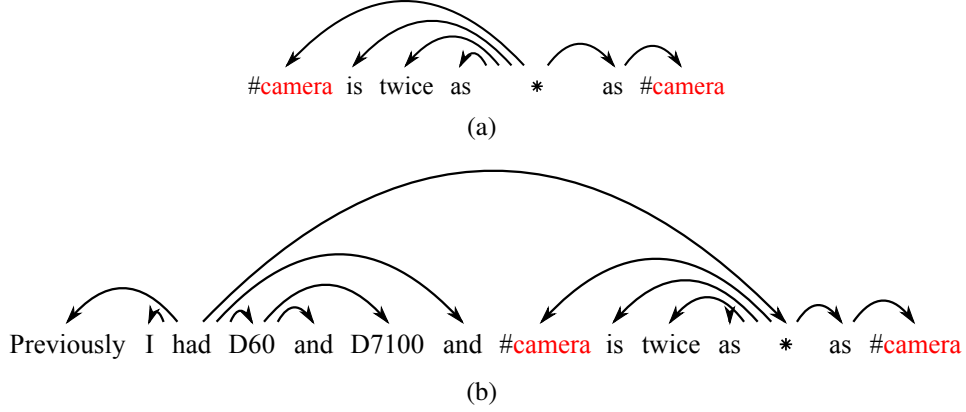 #camera is twice as * as #camera
(a)
Previously I had D60 and D7100 and #camera is twice as * as #camera
(b)